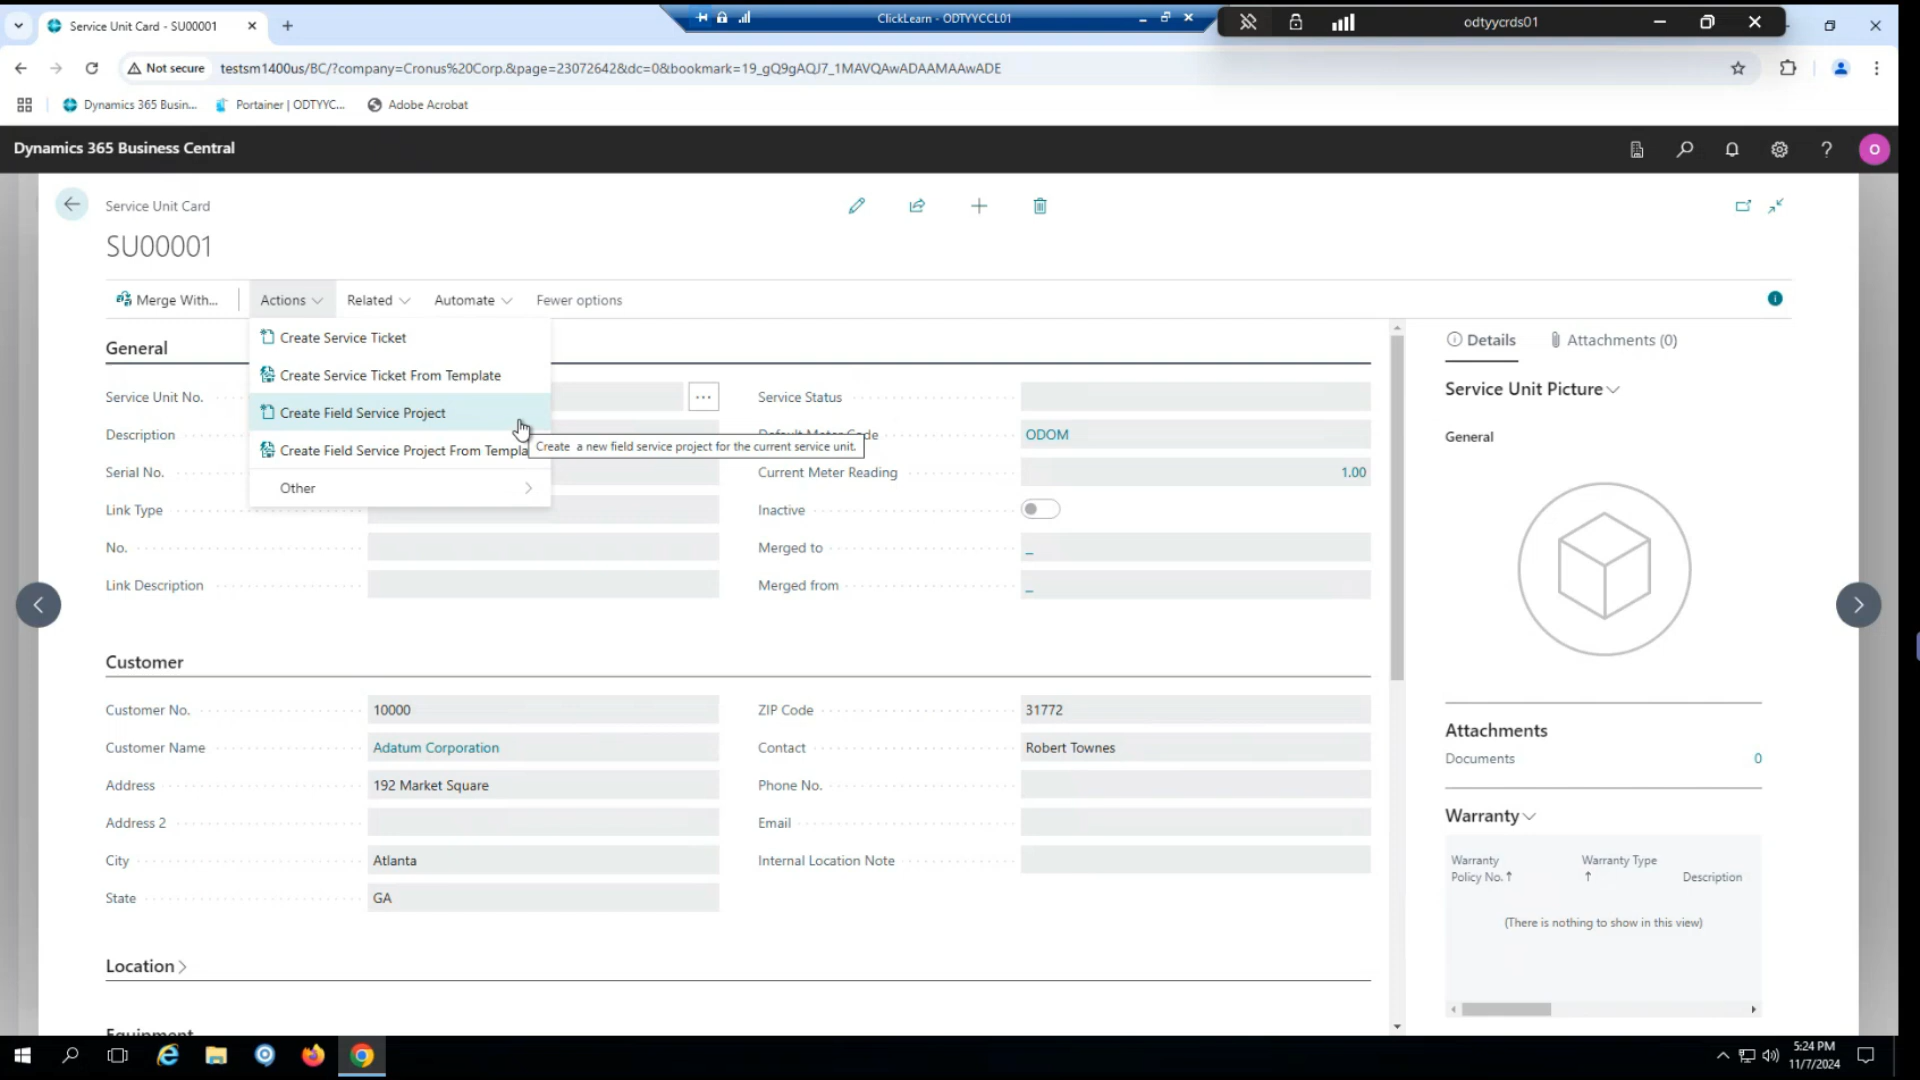 Service Unit Card - SU00001
ClickLearn - ODTYYCCL01
odtyycrds01
Not secure
testsm1400us/BC/?company=Cronus%20Corp.&page=23072642&dc=0&bookmark=19_gQ9gAQJ7_1MAVQAwADAAMAAwADE
Dynamics 365 Busin...
Portainer | ODTYYC...
Adobe Acrobat
Dynamics 365 Business Central
O
Service Unit Card
SU00001
Merge With...
Actions
Related
Automate
Fewer options
Create Service Ticket
Create Service Ticket From Template
Create Field Service Project
Create Field Service Project From Templa
Other
Create a new field service project for the current service unit.
General
Service Unit No.
Description
Serial No.
Link Type
No.
Link Description
Service Status
Default Meter Code
ODOM
Current Meter Reading
1.00
Inactive
Merged to
_
Merged from
_
Customer
Customer No.
10000
Customer Name
Adatum Corporation
Address
192 Market Square
Address 2
City
Atlanta
State
GA
ZIP Code
31772
Contact
Robert Townes
Phone No.
Email
Internal Location Note
Location
Equipment
Details
Attachments (0)
Service Unit Picture
General
Attachments
Documents
0
Warranty
Warranty Policy No. ↑
Warranty Type ↑
Description
(There is nothing to show in this view)
5:24 PM
11/7/2024